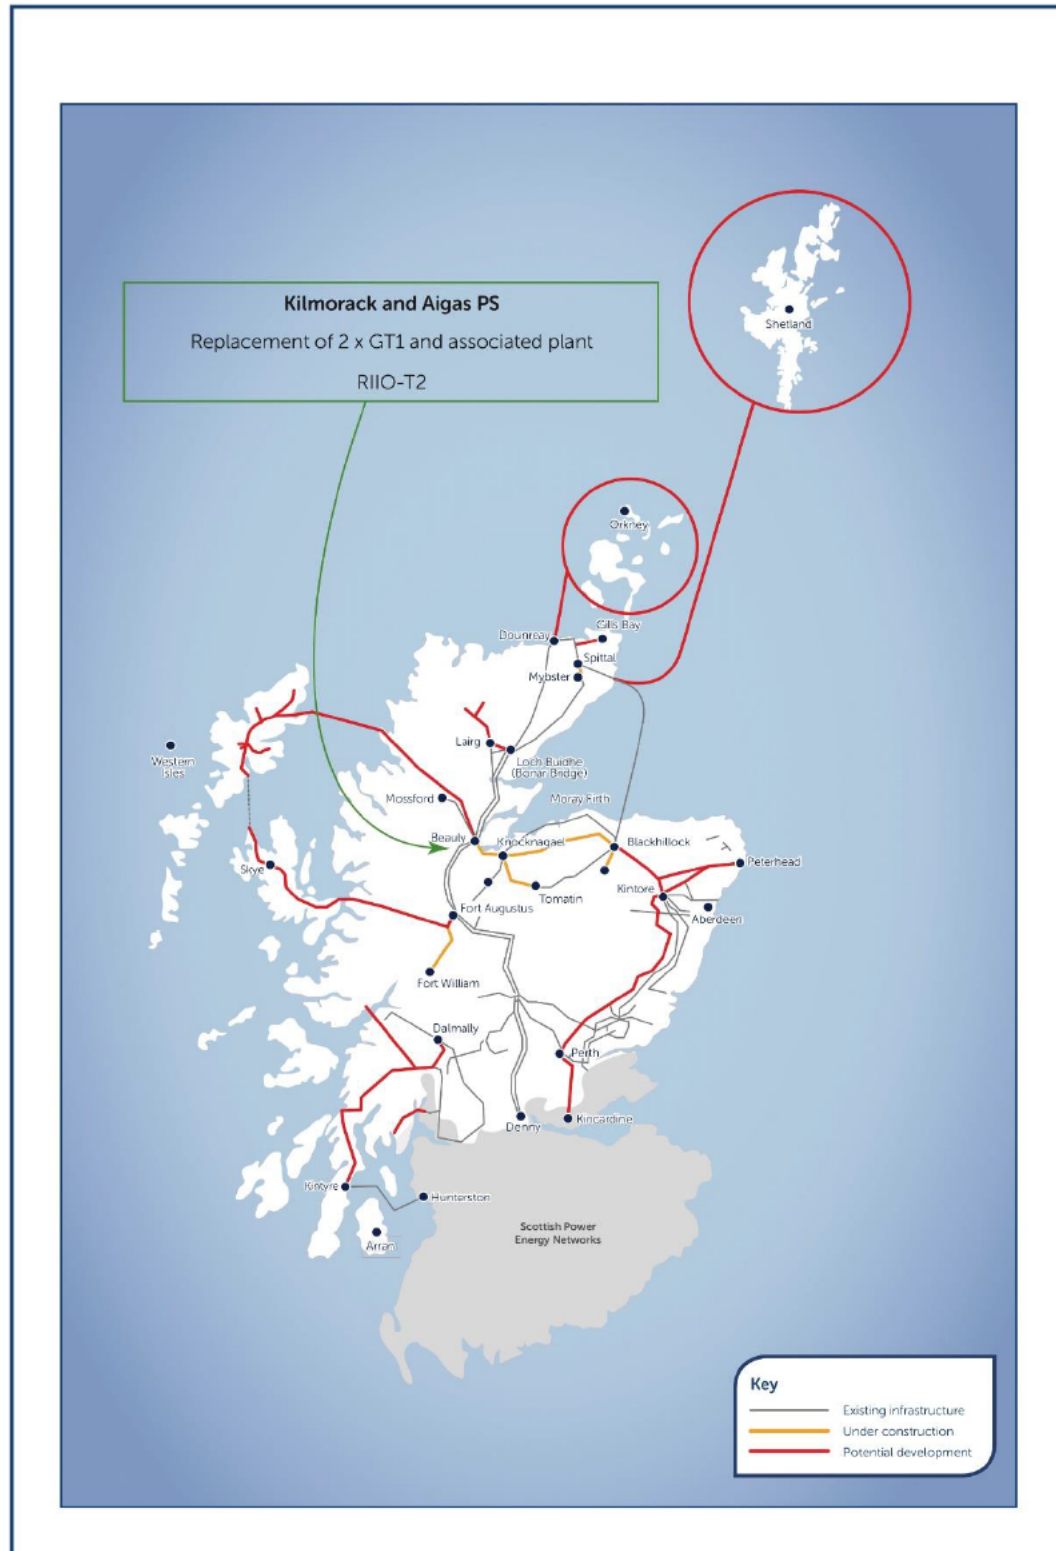 Kilmorack and Aigas PS
Replacement of 2 x GT1 and associated plant
RIIO-T2
Shetland
Orkney
Gills Bay
Dounreay
Spittal
Mybster
Lairg
Loch Buidhe
(Bonar Bridge)
Western
Isles
Mossford
Moray Firth
Beauly
Knocknagael
Blackhillock
Peterhead
Skye
Tomatin
Kintore
Fort Augustus
Aberdeen
Fort William
Dalmally
Perth
Denny
Kincardine
Kintyre
Hunterston
Arran
Scottish Power
Energy Networks
Key
Existing infrastructure
Under construction
Potential development